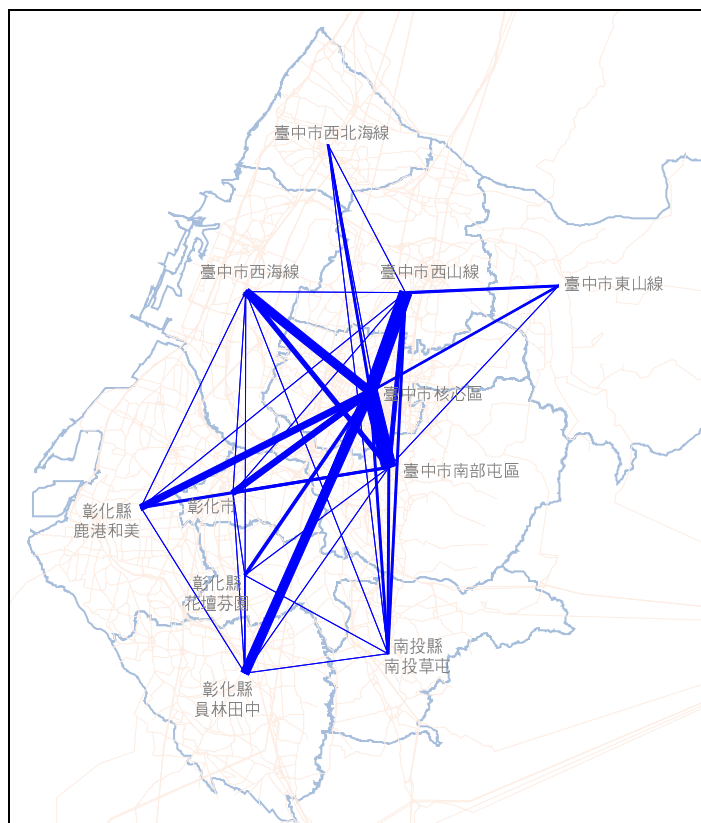 臺中市西北海線
臺中市西海線
臺中市西山線
臺中市東山線
臺中市核心區
臺中市南部屯區
彰化縣
鹿港和美
彰化市
彰化縣
花壇芬園
南投縣
南投草屯
彰化縣
員林田中